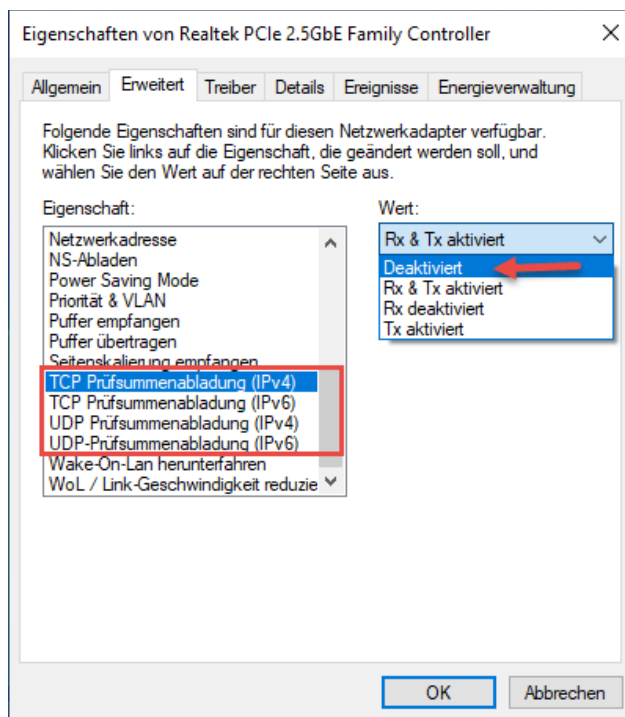 Eigenschaften von Realtek PCIe 2.5GbE Family Controller
Allgemein Erweitert Treiber Details Ereignisse Energieverwaltung
Folgende Eigenschaften sind für diesen Netzwerkadapter verfügbar.
Klicken Sie links auf die Eigenschaft, die geändert werden soll, und
wählen Sie den Wert auf der rechten Seite aus.
Eigenschaft:
Netzwerkadresse
NS-Abladen
Power Saving Mode
Priorität & VLAN
Puffer empfangen
Puffer übertragen
Seitenskalierung empfangen
TCP Prüfsummenabladung (IPv4)
TCP Prüfsummenabladung (IPv6)
UDP Prüfsummenabladung (IPv4)
UDP-Prüfsummenabladung (IPv6)
Wake-On-Lan herunterfahren
WoL / Link-Geschwindigkeit reduzie
Wert:
Rx & Tx aktiviert
Deaktiviert
Rx & Tx aktiviert
Rx deaktiviert
Tx aktiviert
OK Abbrechen